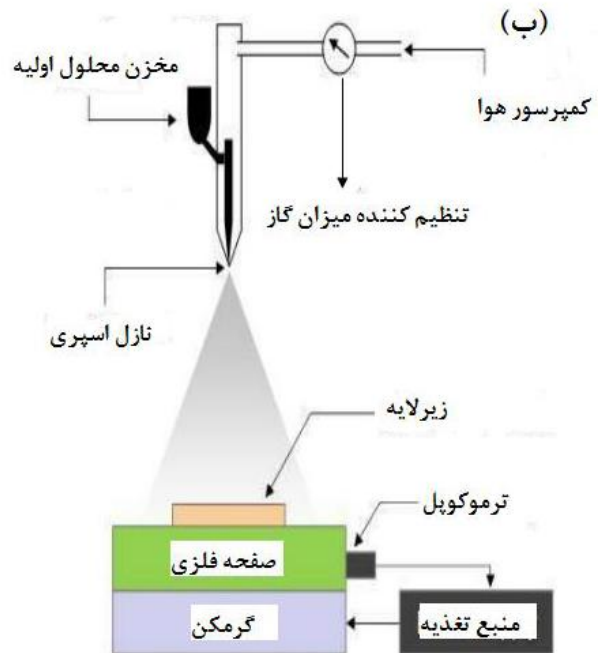 (ب)
مخزن محلول اولیه
کمپرسور هوا
تنظیم کننده میزان گاز
نازل اسپری
زیرلایه
ترموکوپل
صفحه فلزی
گرمکن
منبع تغذیه